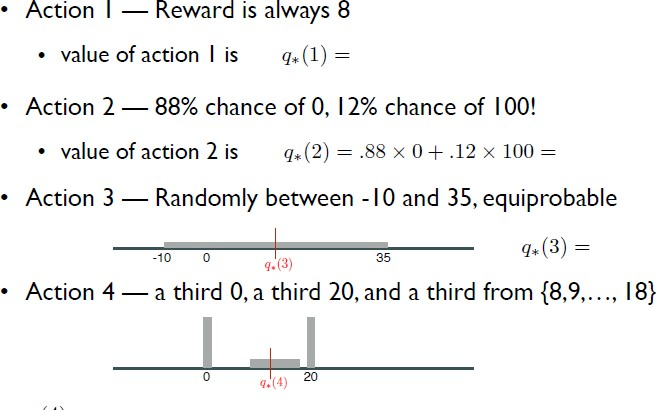 • Action 1 — Reward is always 8
• value of action 1 is q∗(1) =
• Action 2 — 88% chance of 0, 12% chance of 100!
• value of action 2 is q∗(2) = .88 × 0 + .12 × 100 =
• Action 3 — Randomly between -10 and 35, equiprobable
-10 0 q∗(3) 35 q∗(3) =
• Action 4 — a third 0, a third 20, and a third from {8,9,…, 18}
0 q∗(4) 20